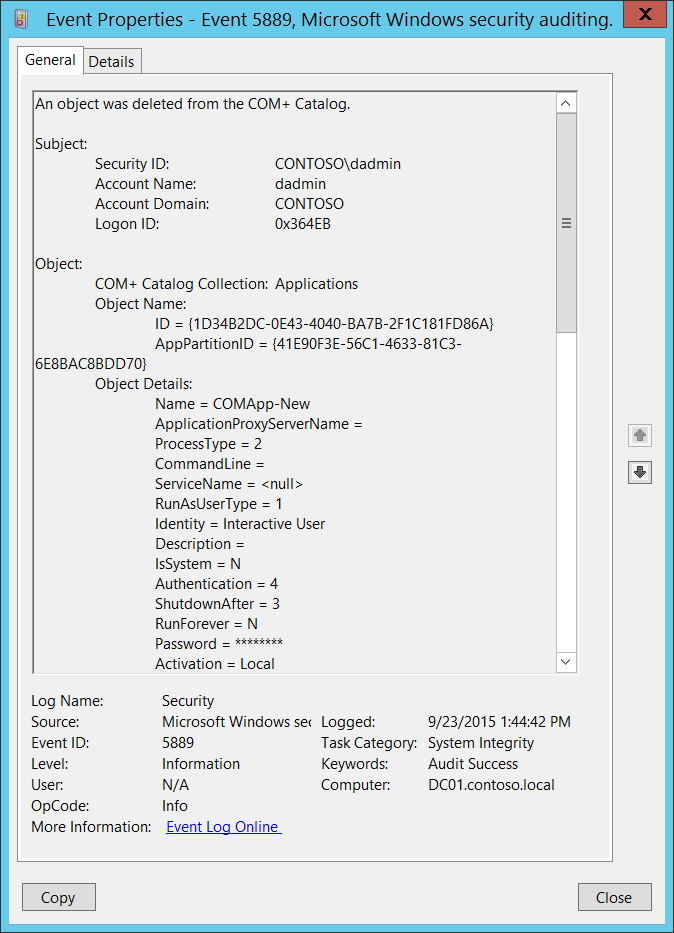 Event Properties - Event 5889, Microsoft Windows security auditing.
X
General
Details
An object was deleted from the COM+ Catalog.
Subject:
Security ID: CONTOSO\dadmin
Account Name: dadmin
Account Domain: CONTOSO
Logon ID: 0x364EB
Object:
COM+ Catalog Collection: Applications
Object Name:
ID = {1D34B2DC-0E43-4040-BA7B-2F1C181FD86A}
AppPartitionID = {41E90F3E-56C1-4633-81C3-
6E8BAC8BDD70}
Object Details:
Name = COMApp-New
ApplicationProxyServerName =
ProcessType = 2
CommandLine =
ServiceName = <null>
RunAsUserType = 1
Identity = Interactive User
Description =
IsSystem = N
Authentication = 4
ShutdownAfter = 3
RunForever = N
Password = ********
Activation = Local
Log Name: Security
Source: Microsoft Windows sec Logged: 9/23/2015 1:44:42 PM
Event ID: 5889 Task Category: System Integrity
Level: Information Keywords: Audit Success
User: N/A Computer: DC01.contoso.local
OpCode: Info
More Information: Event Log Online
Copy
Close